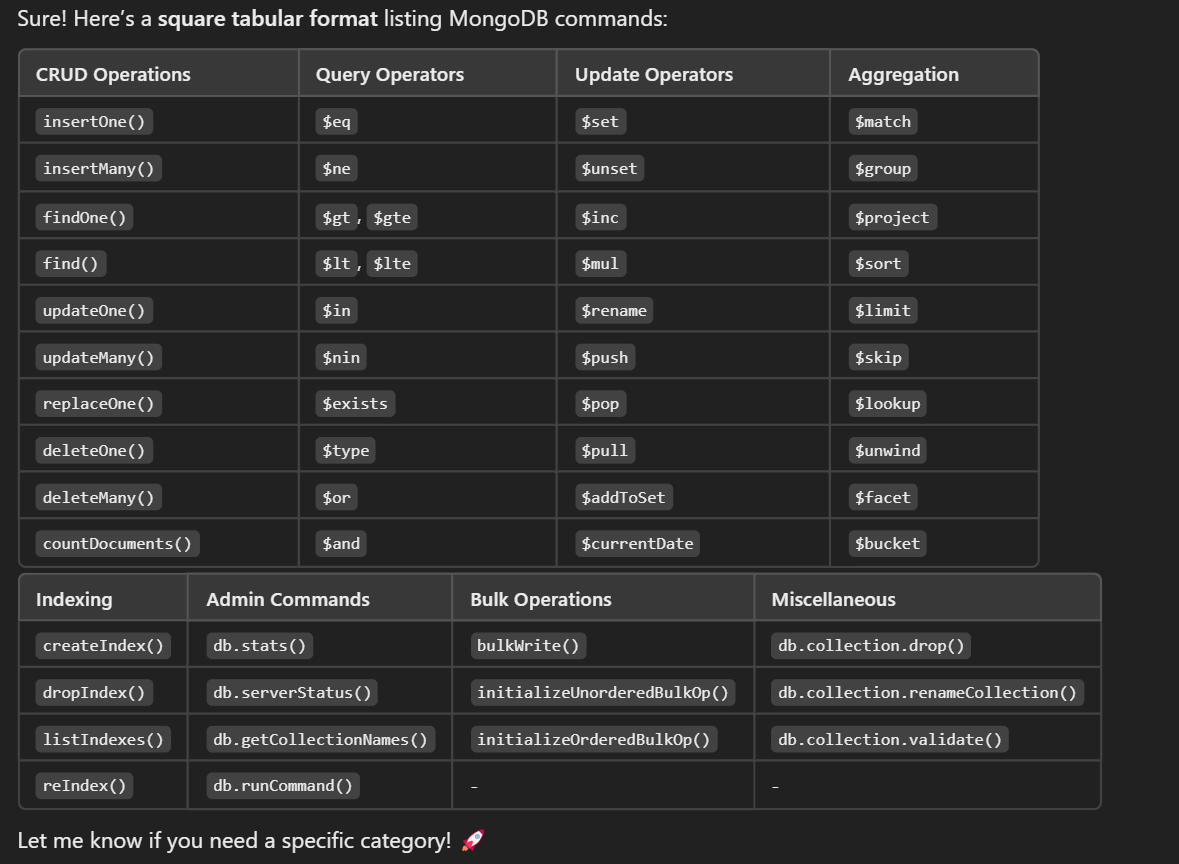 Sure! Here's a square tabular format listing MongoDB commands:
CRUD Operations Query Operators Update Operators Aggregation
insertOne() $eq $set $match
insertMany() $ne $unset $group
findOne() $gt, $gte $inc $project
find() $lt, $lte $mul $sort
updateOne() $in $rename $limit
updateMany() $nin $push $skip
replaceOne() $exists $pop $lookup
deleteOne() $type $pull $unwind
deleteMany() $or $addToSet $facet
countDocuments() $and $currentDate $bucket
Indexing Admin Commands Bulk Operations Miscellaneous
createIndex() db.stats() bulkWrite() db.collection.drop()
dropIndex() db.serverStatus() initializeUnorderedBulkOp() db.collection.renameCollection()
listIndexes() db.getCollectionNames() initializeOrderedBulkOp() db.collection.validate()
reIndex() db.runCommand() - -
Let me know if you need a specific category! 🚀